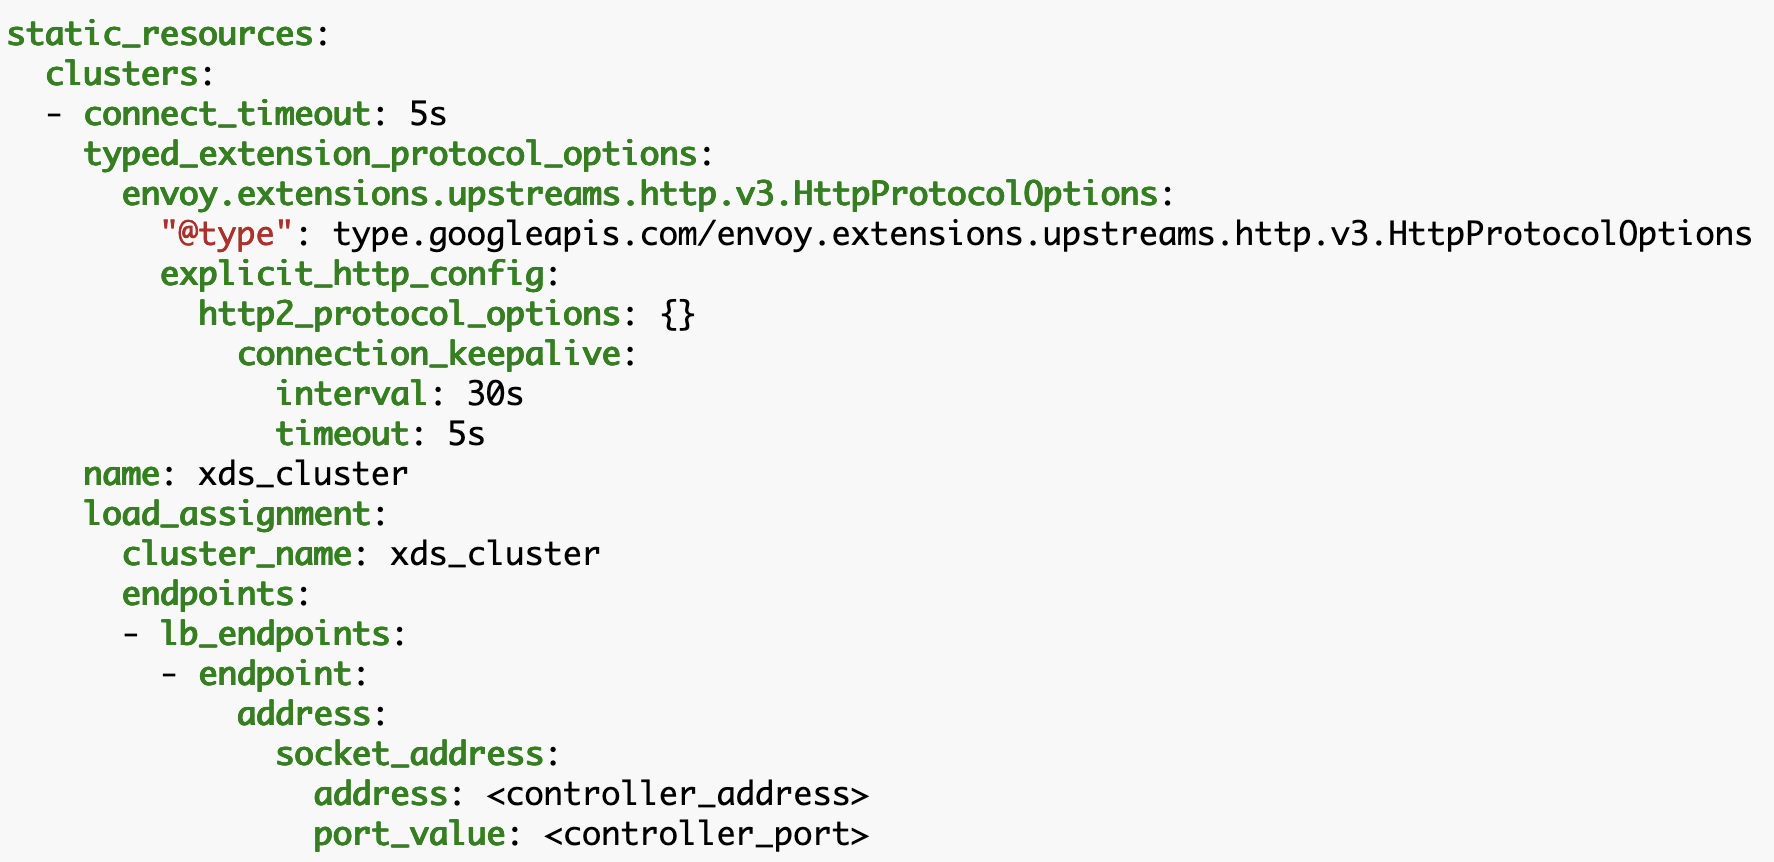 static_resources:
  clusters:
  - connect_timeout: 5s
    typed_extension_protocol_options:
      envoy.extensions.upstreams.http.v3.HttpProtocolOptions:
        "@type": type.googleapis.com/envoy.extensions.upstreams.http.v3.HttpProtocolOptions
        explicit_http_config:
          http2_protocol_options: {}
            connection_keepalive:
              interval: 30s
              timeout: 5s
    name: xds_cluster
    load_assignment:
      cluster_name: xds_cluster
      endpoints:
      - lb_endpoints:
        - endpoint:
            address:
              socket_address:
                address: <controller_address>
                port_value: <controller_port>